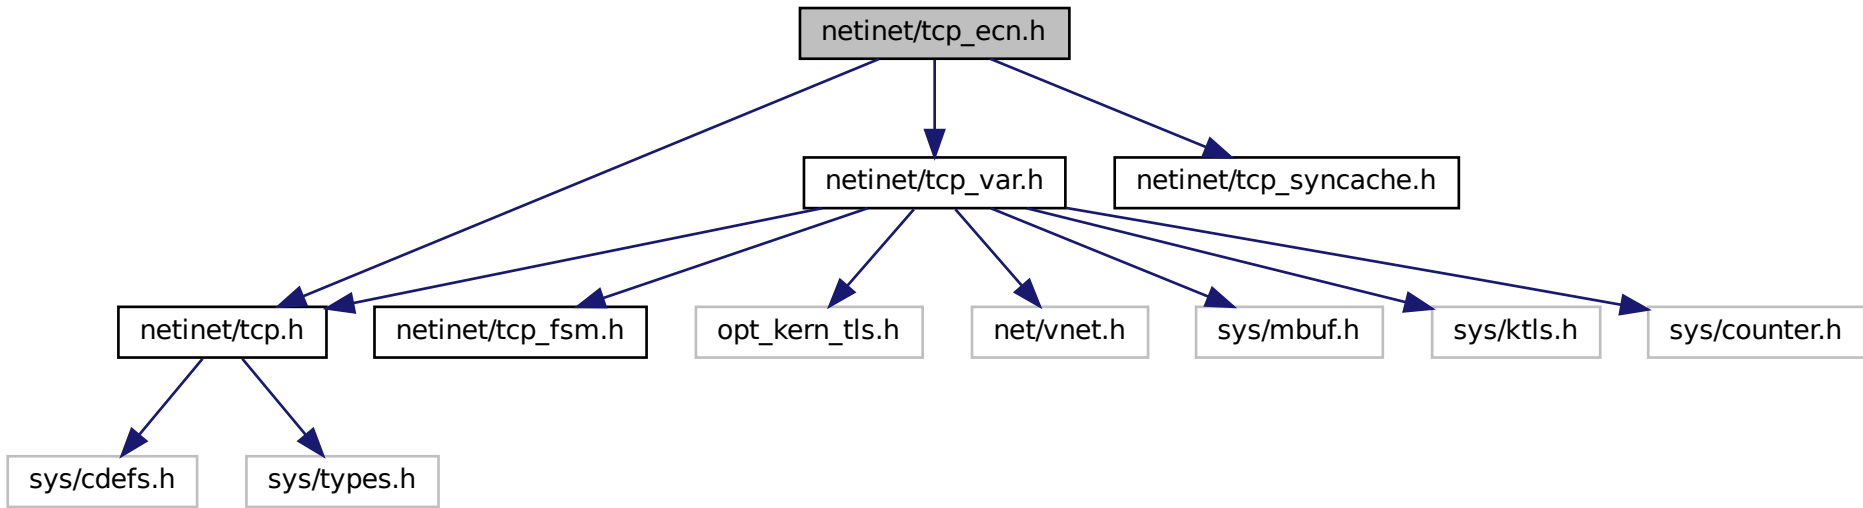 netinet/tcp_ecn.h
netinet/tcp_var.h
netinet/tcp_syncache.h
netinet/tcp.h
netinet/tcp_fsm.h
opt_kern_tls.h
net/vnet.h
sys/mbuf.h
sys/ktls.h
sys/counter.h
sys/cdefs.h
sys/types.h